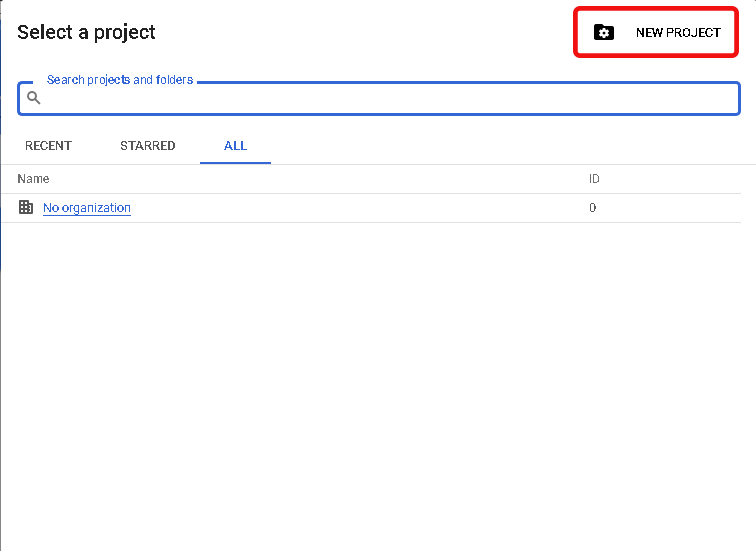 Select a project
NEW PROJECT
Search projects and folders
RECENT STARRED ALL
Name ID
No organization 0